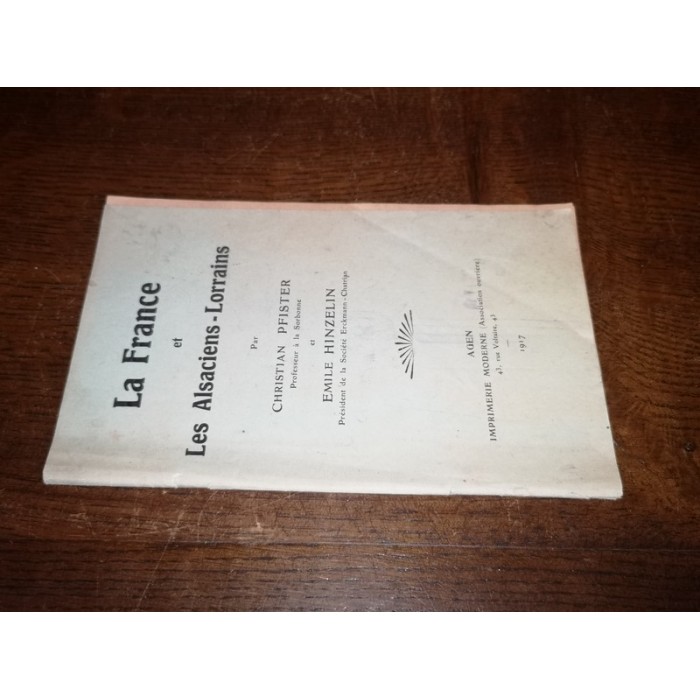 La France
et
Les Alsaciens-Lorrains
Par
CHRISTIAN PFISTER
Professeur à la Sorbonne
et
EMILE HINZELIN
Président de la Société Erckmann-Chatrian
AGEN
IMPRIMERIE MODERNE (Association ouvrière)
43, rue Voltaire, 43
1917